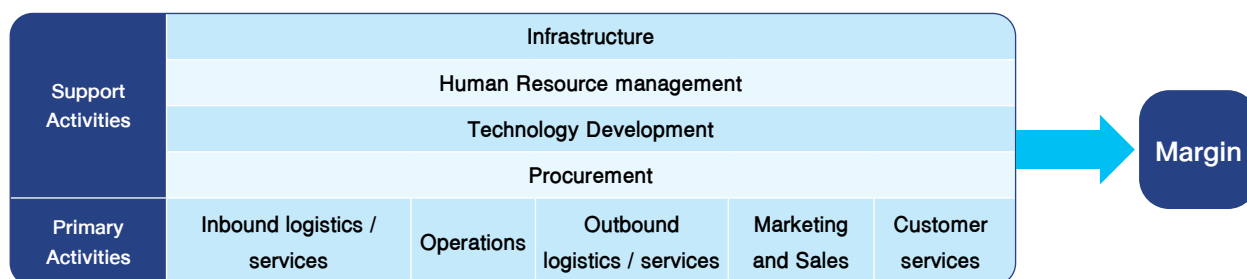 Support
Activities
Infrastructure
Human Resource management
Technology Development
Procurement
Margin
Primary
Activities
Inbound logistics /
services
Operations
Outbound
logistics / services
Marketing
and Sales
Customer
services